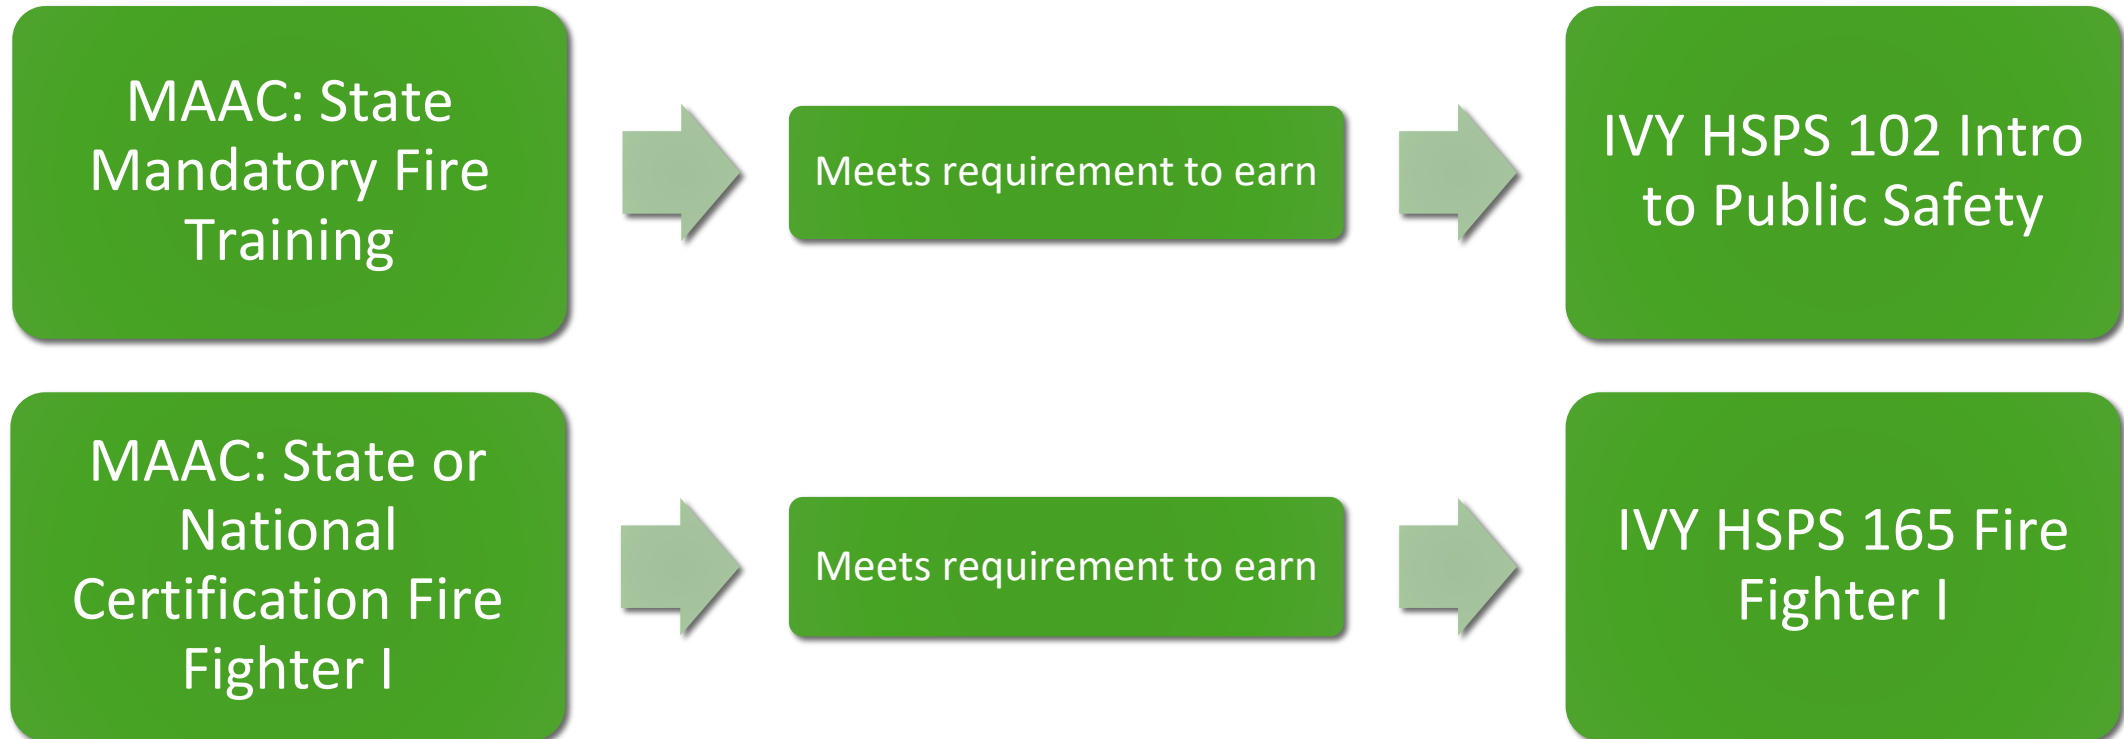 MAAC: State
Mandatory Fire
Training
Meets requirement to earn
IVY HSPS 102 Intro
to Public Safety
MAAC: State or
National
Certification Fire
Fighter I
Meets requirement to earn
IVY HSPS 165 Fire
Fighter I